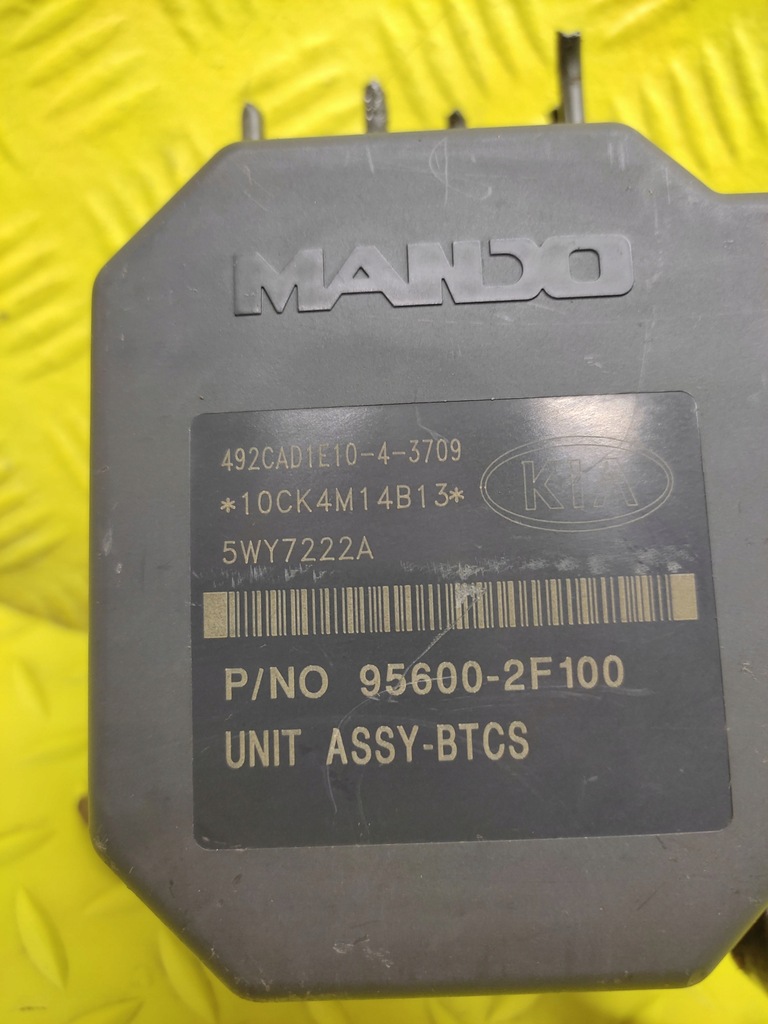 MANDO
492CAD1E10-4-3709
*10CK4M14B13*
KIA
5WY7222A
P/NO 95600-2F100
UNIT ASSY-BTCS